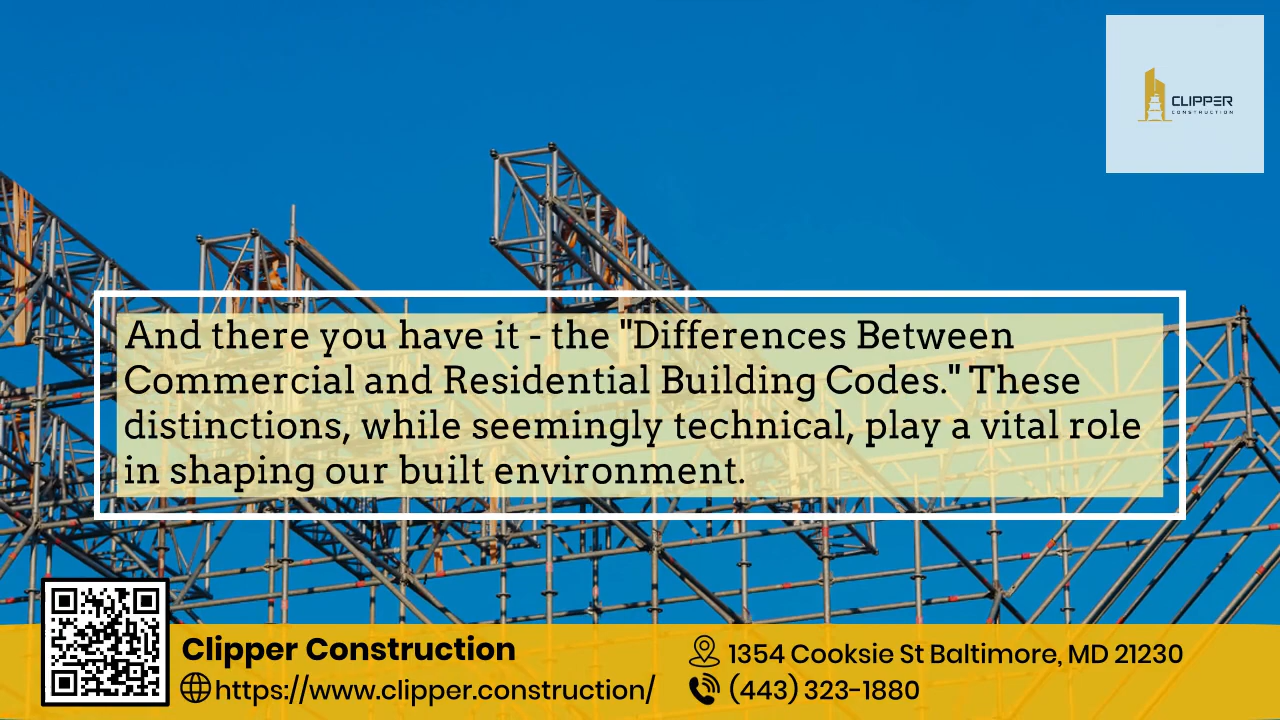 CLIPPER
CONSTRUCTION
And there you have it - the "Differences Between
Commercial and Residential Building Codes." These
distinctions, while seemingly technical, play a vital role
in shaping our built environment.
Clipper Construction
https://www.clipper.construction/
1354 Cooksie St Baltimore, MD 21230
(443) 323-1880